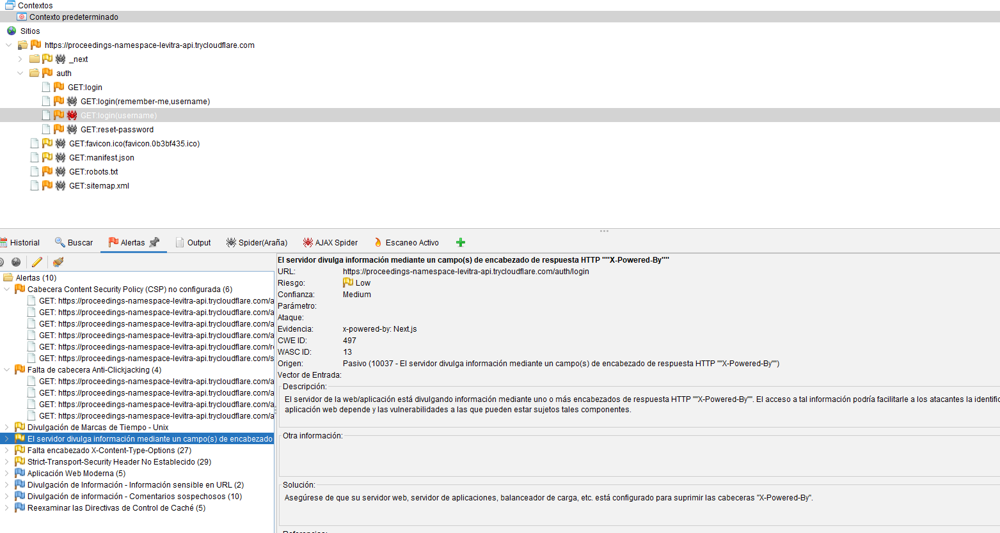 Contextos
Contexto predeterminado
Sitios
https://proceedings-namespace-levitra-api.trycloudflare.com
_next
auth
GET:login
GET:login(remember-me,username)
GET:login(username)
GET:reset-password
GET:favicon.ico(favicon.0b3bf435.ico)
GET:manifest.json
GET:robots.txt
GET:sitemap.xml
Historial Buscar Alertas Output Spider(Araña) AJAX Spider Escaneo Activo
Alertas (10)
Cabecera Content Security Policy (CSP) no configurada (6)
GET: https://proceedings-namespace-levitra-api.trycloudflare.com/a
GET: https://proceedings-namespace-levitra-api.trycloudflare.com/a
GET: https://proceedings-namespace-levitra-api.trycloudflare.com/a
GET: https://proceedings-namespace-levitra-api.trycloudflare.com/a
GET: https://proceedings-namespace-levitra-api.trycloudflare.com/r
GET: https://proceedings-namespace-levitra-api.trycloudflare.com/s
Falta de cabecera Anti-Clickjacking (4)
GET: https://proceedings-namespace-levitra-api.trycloudflare.com/a
GET: https://proceedings-namespace-levitra-api.trycloudflare.com/a
GET: https://proceedings-namespace-levitra-api.trycloudflare.com/a
GET: https://proceedings-namespace-levitra-api.trycloudflare.com/a
Divulgación de Marcas de Tiempo - Unix
El servidor divulga información mediante un campo(s) de encabezado
Falta encabezado X-Content-Type-Options (27)
Strict-Transport-Security Header No Establecido (29)
Aplicación Web Moderna (5)
Divulgación de Información - Información sensible en URL (2)
Divulgación de información - Comentarios sospechosos (10)
Reexaminar las Directivas de Control de Caché (5)
El servidor divulga información mediante un campo(s) de encabezado de respuesta HTTP ""X-Powered-By""
URL: https://proceedings-namespace-levitra-api.trycloudflare.com/auth/login
Riesgo: Low
Confianza: Medium
Parámetro:
Ataque:
Evidencia: x-powered-by: Next.js
CWE ID: 497
WASC ID: 13
Origen: Pasivo (10037 - El servidor divulga información mediante un campo(s) de encabezado de respuesta HTTP ""X-Powered-By"")
Vector de Entrada:
Descripción:
El servidor de la web/aplicación está divulgando información mediante uno o más encabezados de respuesta HTTP ""X-Powered-By"". El acceso a tal información podría facilitarle a los atacantes la identific
aplicación web depende y las vulnerabilidades a las que pueden estar sujetos tales componentes.
Otra información:
Solución:
Asegúrese de que su servidor web, servidor de aplicaciones, balanceador de carga, etc. está configurado para suprimir las cabeceras "X-Powered-By".